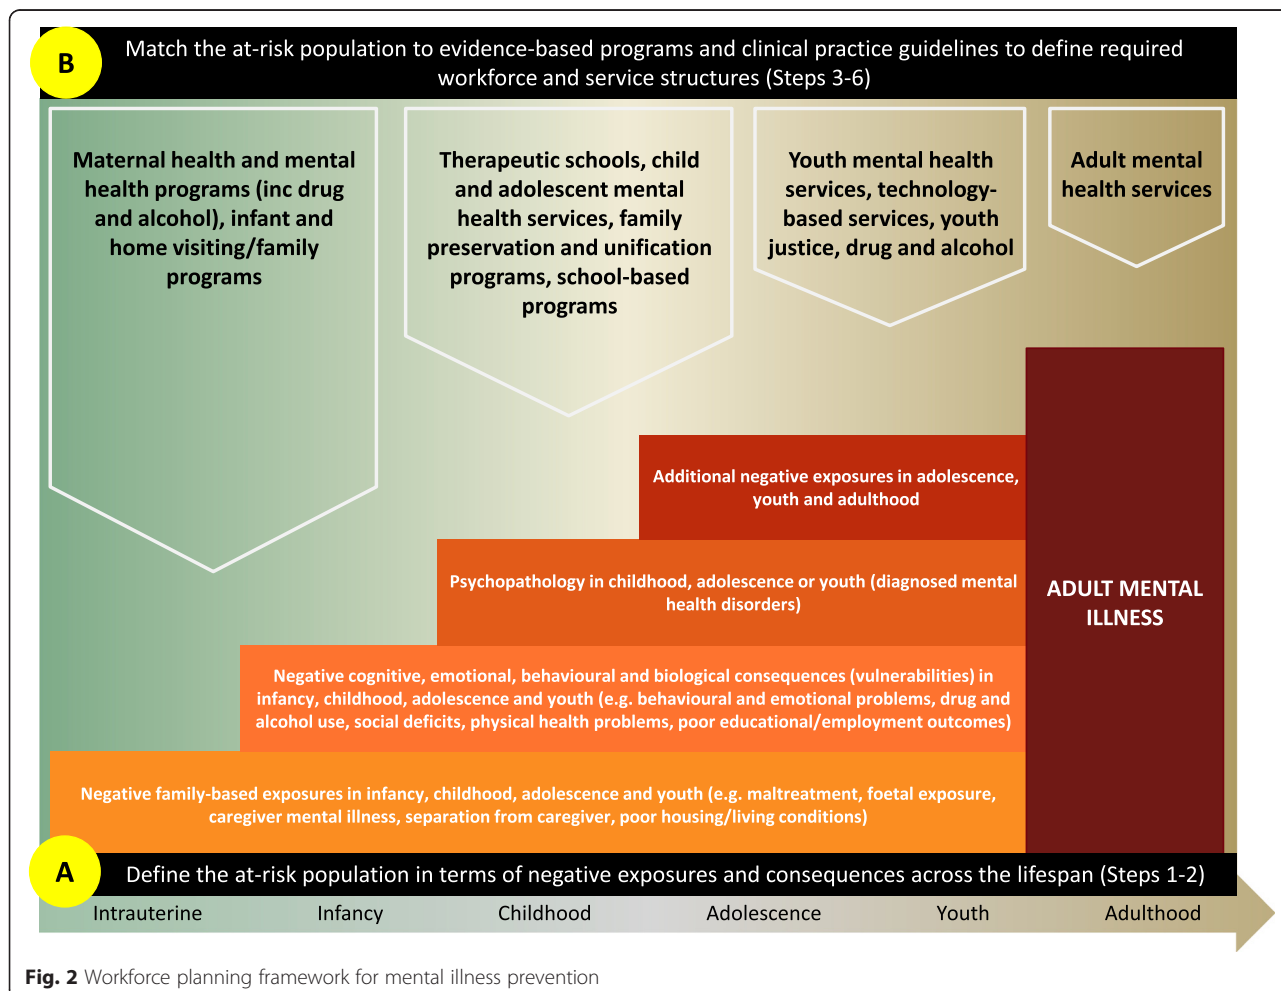 B
Match the at-risk population to evidence-based programs and clinical practice guidelines to define required
workforce and service structures (Steps 3-6)
Maternal health and mental
health programs (inc drug
and alcohol), infant and
home visiting/family
programs
Therapeutic schools, child
and adolescent mental
health services, family
preservation and unification
programs, school-based
programs
Youth mental health
services, technology-
based services, youth
justice, drug and alcohol
Adult mental
health services
Additional negative exposures in adolescence,
youth and adulthood
Psychopathology in childhood, adolescence or youth (diagnosed mental
health disorders)
Negative cognitive, emotional, behavioural and biological consequences (vulnerabilities) in
infancy, childhood, adolescence and youth (e.g. behavioural and emotional problems, drug and
alcohol use, social deficits, physical health problems, poor educational/employment outcomes)
Negative family-based exposures in infancy, childhood, adolescence and youth (e.g. maltreatment, foetal exposure,
caregiver mental illness, separation from caregiver, poor housing/living conditions)
ADULT MENTAL
ILLNESS
A
Define the at-risk population in terms of negative exposures and consequences across the lifespan (Steps 1-2)
Intrauterine
Infancy
Childhood
Adolescence
Youth
Adulthood
Fig. 2 Workforce planning framework for mental illness prevention